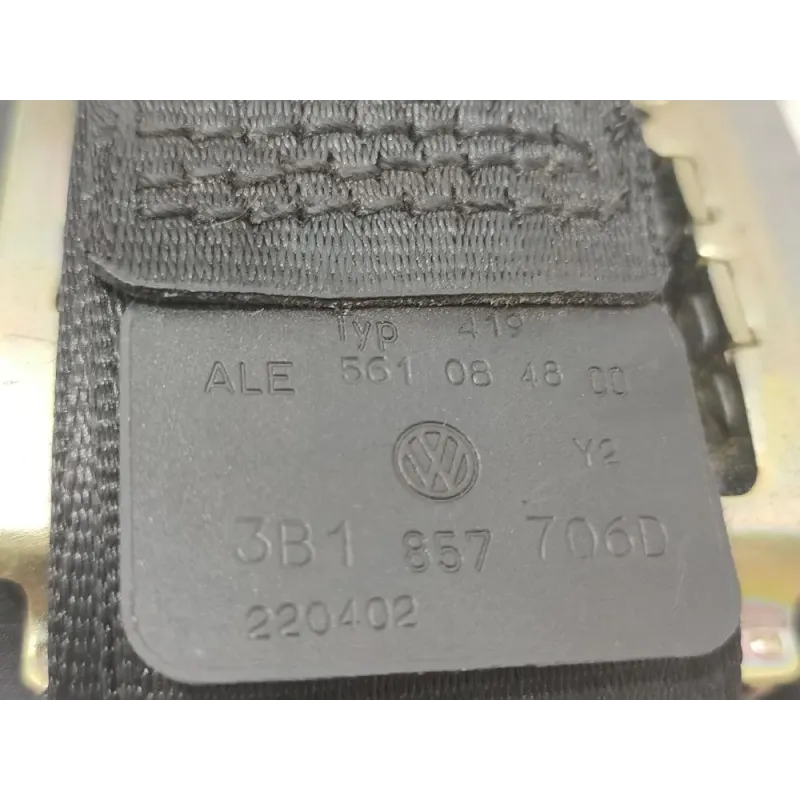 Typ 419
ALE 561 08 48 00
Y2
3B1 857 706D
220402